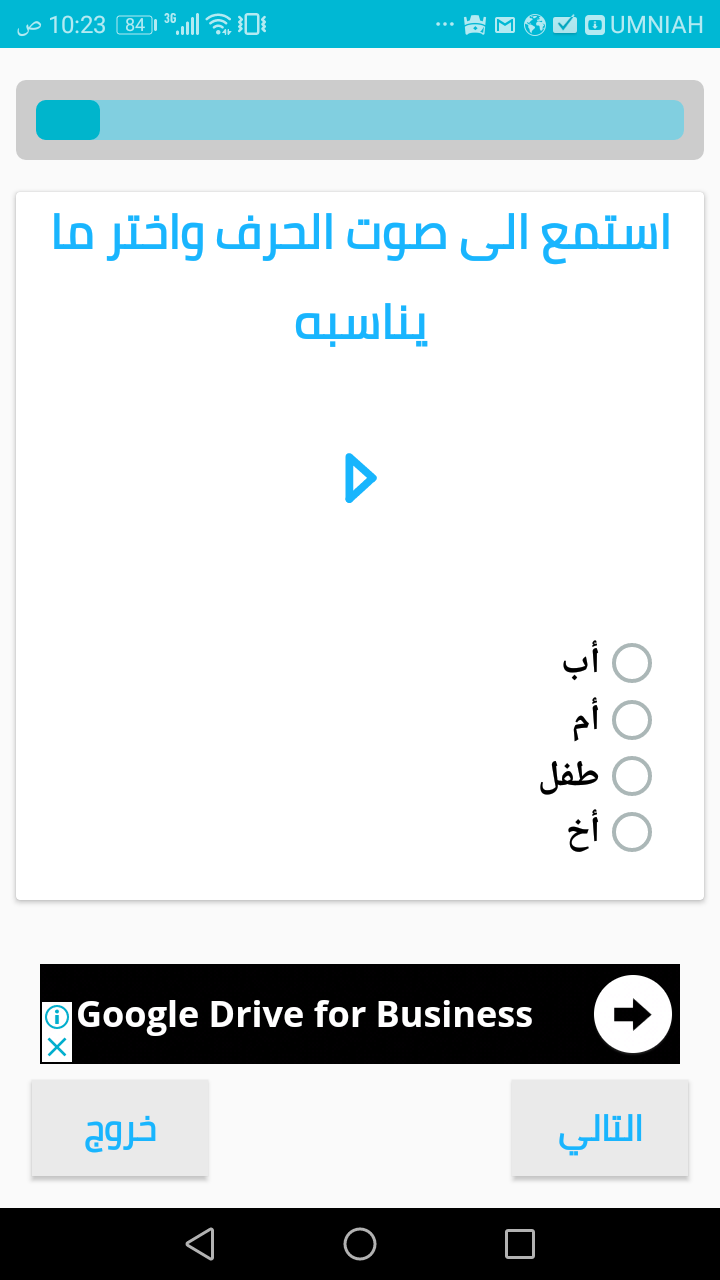 ص 10:23 84 3G UMNIAH
استمع الى صوت الحرف واختر ما
يناسبه
أب
أم
طفل
أخ
Google Drive for Business
التالي
خروج